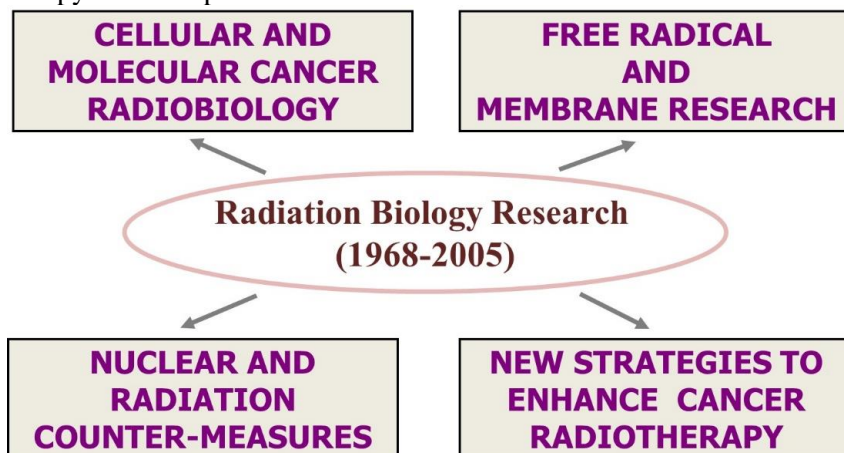 CELLULAR AND
MOLECULAR CANCER
RADIOBIOLOGY
FREE RADICAL
AND
MEMBRANE RESEARCH
Radiation Biology Research
(1968-2005)
NUCLEAR AND
RADIATION
COUNTER-MEASURES
NEW STRATEGIES TO
ENHANCE CANCER
RADIOTHERAPY